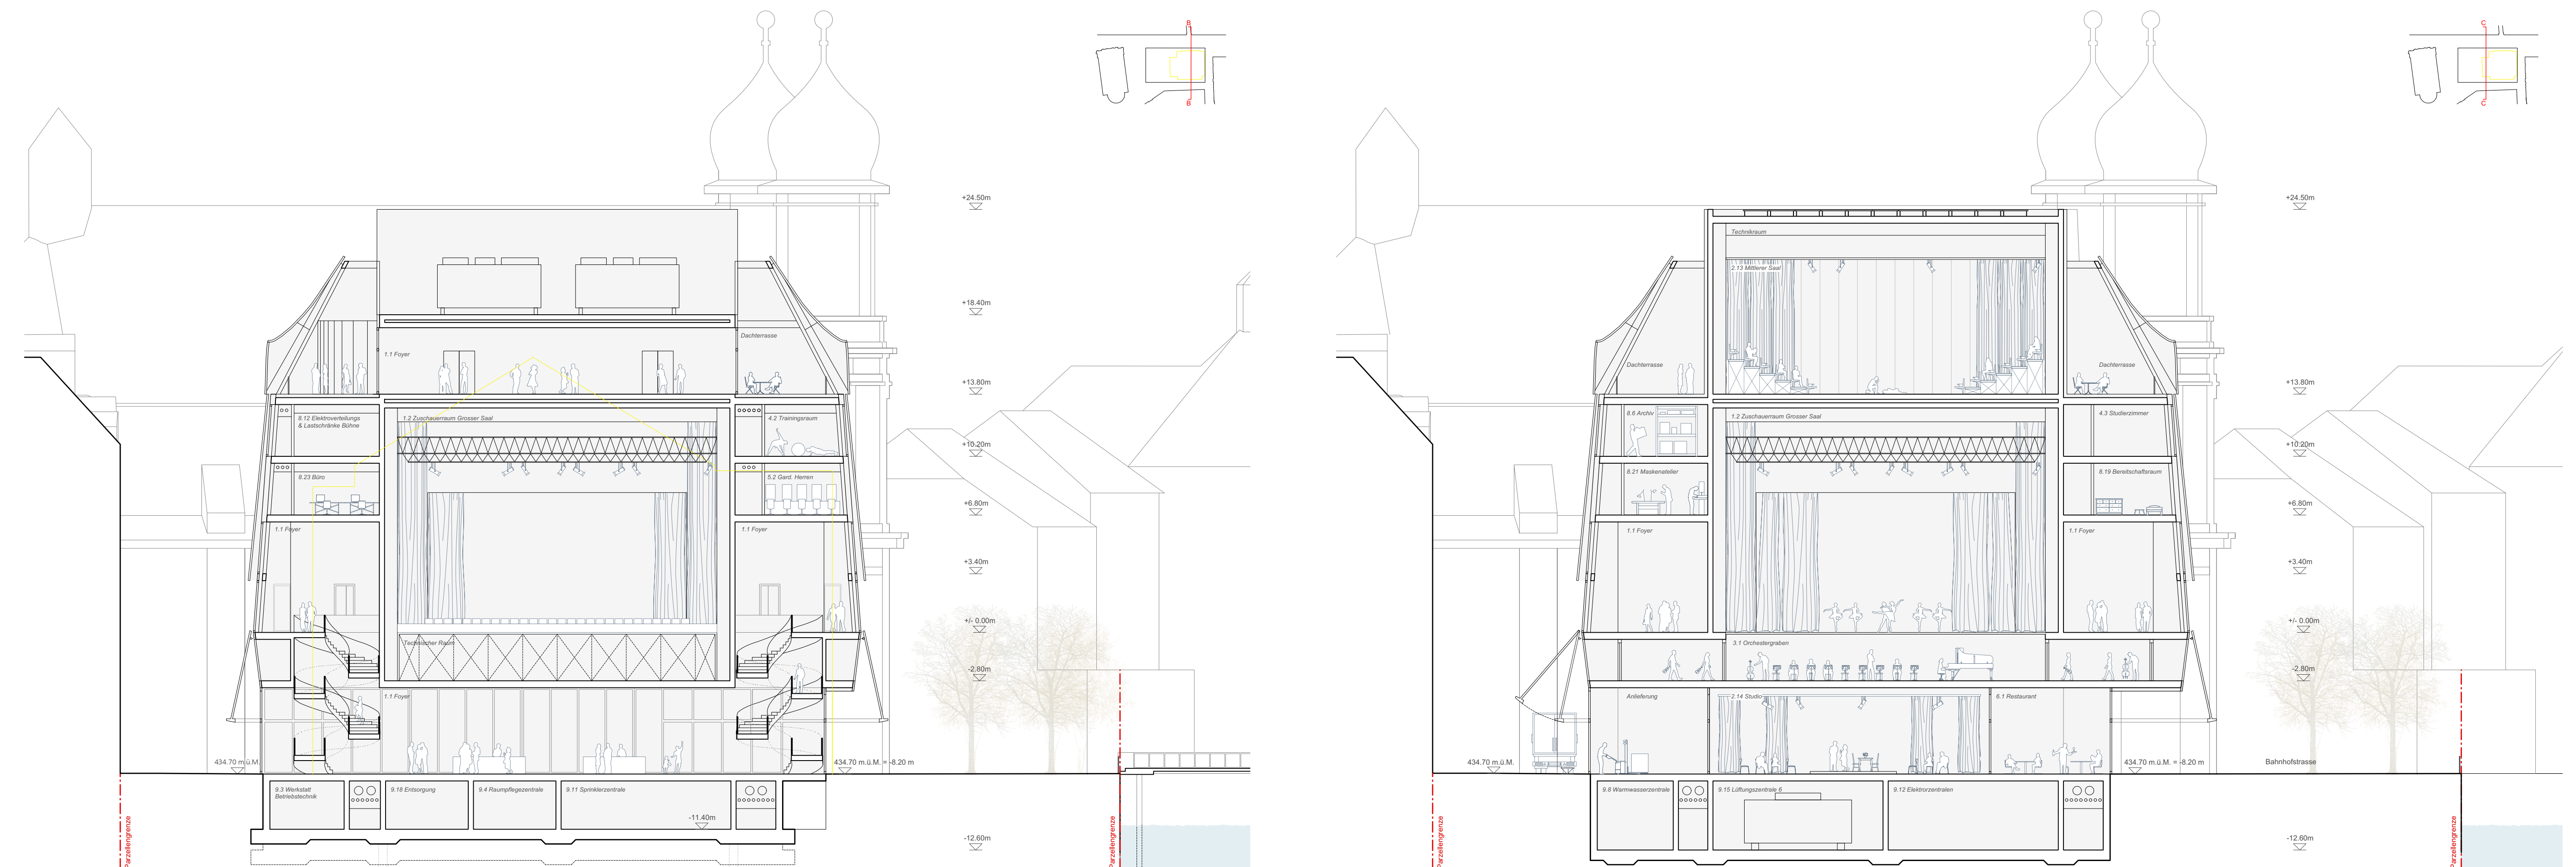 B
B
+24.50m
+18.40m
Dachterrasse
1.1 Foyer
+13.80m
8.12 Elektroverteilungs
& Lastschränke Bühne
1.2 Zuschauerraum Grosser Saal
4.2 Trainingsraum
+10.20m
8.23 Büro
5.2 Gard. Herren
+6.80m
1.1 Foyer
1.1 Foyer
+3.40m
+/- 0.00m
Technischer Raum
-2.80m
1.1 Foyer
434.70 m.ü.M.
434.70 m.ü.M. = -8.20 m
9.3 Werkstatt
Betriebstechnik
9.18 Entsorgung
9.4 Raumpflegezentrale
9.11 Sprinklerzentrale
-11.40m
-12.60m
Parzellengrenze
Parzellengrenze
C
C
+24.50m
Technikraum
2.13 Mittlerer Saal
+18.40m
Dachterrasse
Dachterrasse
+13.80m
8.6 Archiv
1.2 Zuschauerraum Grosser Saal
4.3 Studierzimmer
+10.20m
8.21 Maskenatelier
8.19 Bereitschaftsraum
+6.80m
1.1 Foyer
1.1 Foyer
+3.40m
+/- 0.00m
3.1 Orchestergraben
-2.80m
Anlieferung
2.14 Studio
6.1 Restaurant
434.70 m.ü.M.
434.70 m.ü.M. = -8.20 m
Bahnhofstrasse
9.8 Warmwasserzentrale
9.15 Lüftungszentrale 6
9.12 Elektrozentralen
-12.60m
Parzellengrenze
Parzellengrenze